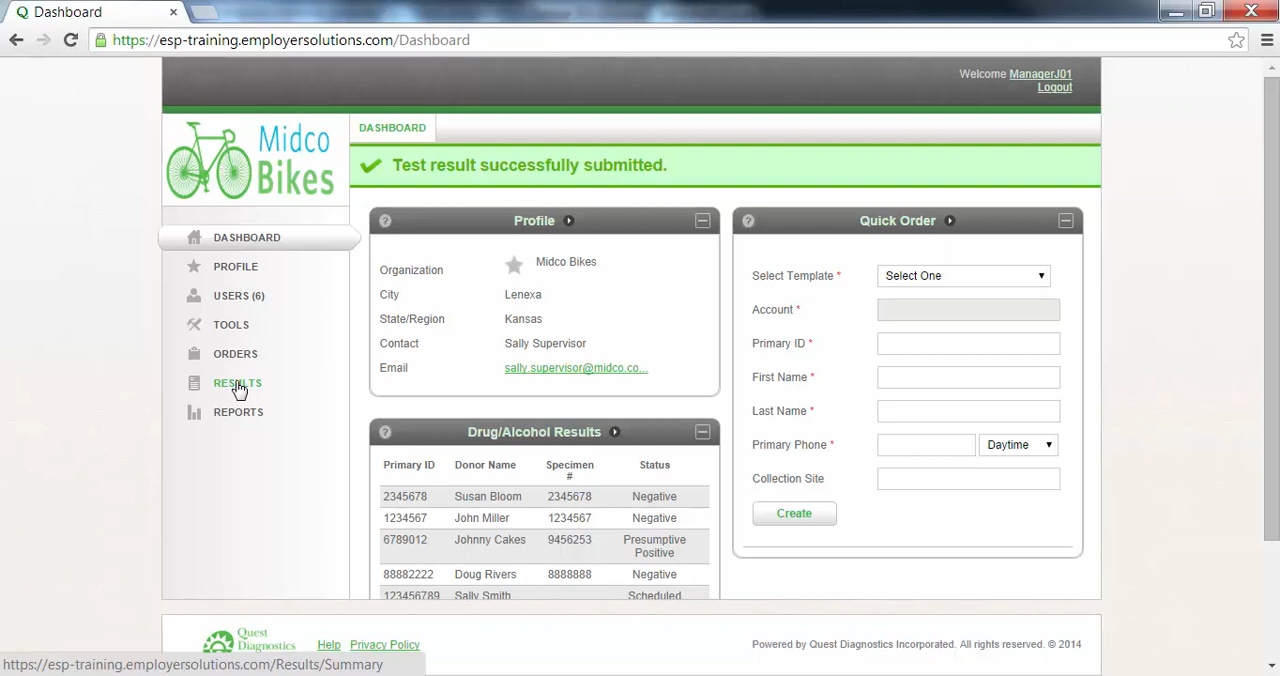 Dashboard
https://esp-training.employersolutions.com/Dashboard
Welcome ManagerJ01
Logout
Midco
Bikes
DASHBOARD
Test result successfully submitted.
DASHBOARD
PROFILE
USERS (6)
TOOLS
ORDERS
RESULTS
REPORTS
Profile
Organization Midco Bikes
City Lenexa
State/Region Kansas
Contact Sally Supervisor
Email sally.supervisor@midco.co...
Quick Order
Select Template * Select One
Account *
Primary ID *
First Name *
Last Name *
Primary Phone * Daytime
Collection Site
Create
Drug/Alcohol Results
Primary ID Donor Name Specimen # Status
2345678 Susan Bloom 2345678 Negative
1234567 John Miller 1234567 Negative
6789012 Johnny Cakes 9456253 Presumptive Positive
88882222 Doug Rivers 8888888 Negative
123456789 Sally Smith Scheduled
Quest
Diagnostics
Help Privacy Policy
Powered by Quest Diagnostics Incorporated. All rights reserved. © 2014
https://esp-training.employersolutions.com/Results/Summary